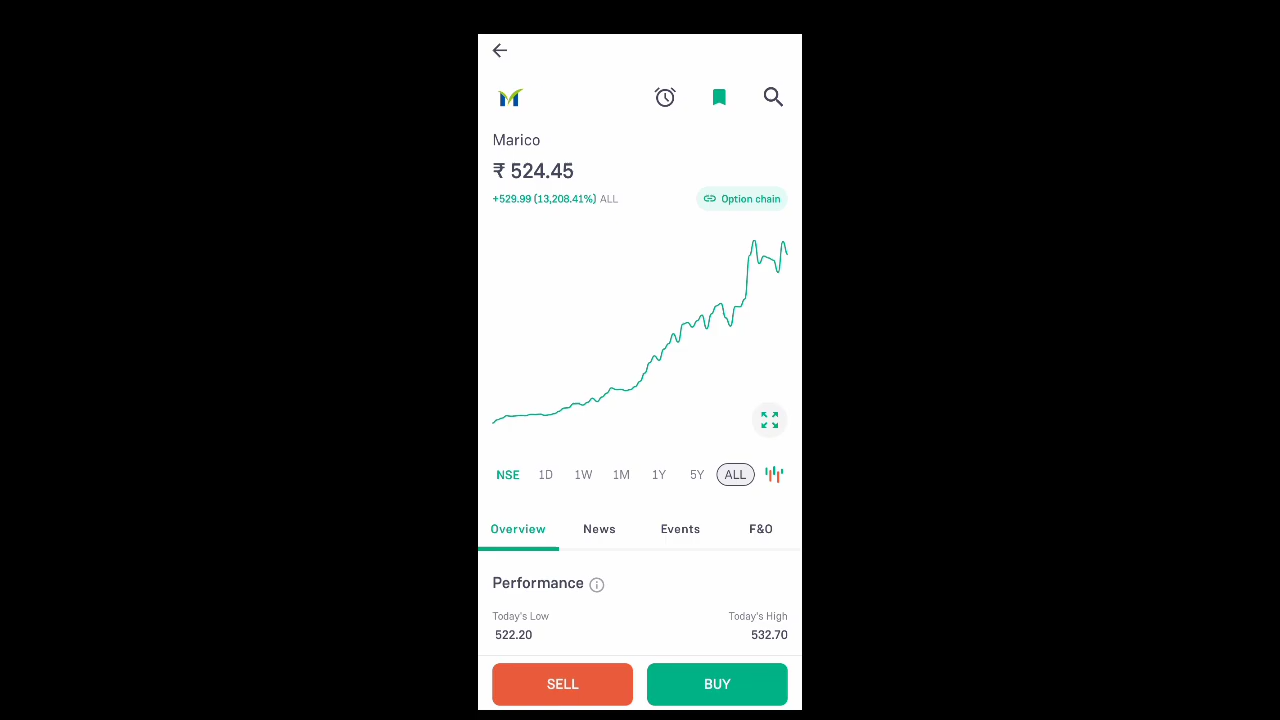 Marico
₹ 524.45
+529.99 (13,208.41%) ALL
Option chain
NSE 1D 1W 1M 1Y 5Y ALL
Overview News Events F&O
Performance
Today's Low Today's High
522.20 532.70
SELL BUY